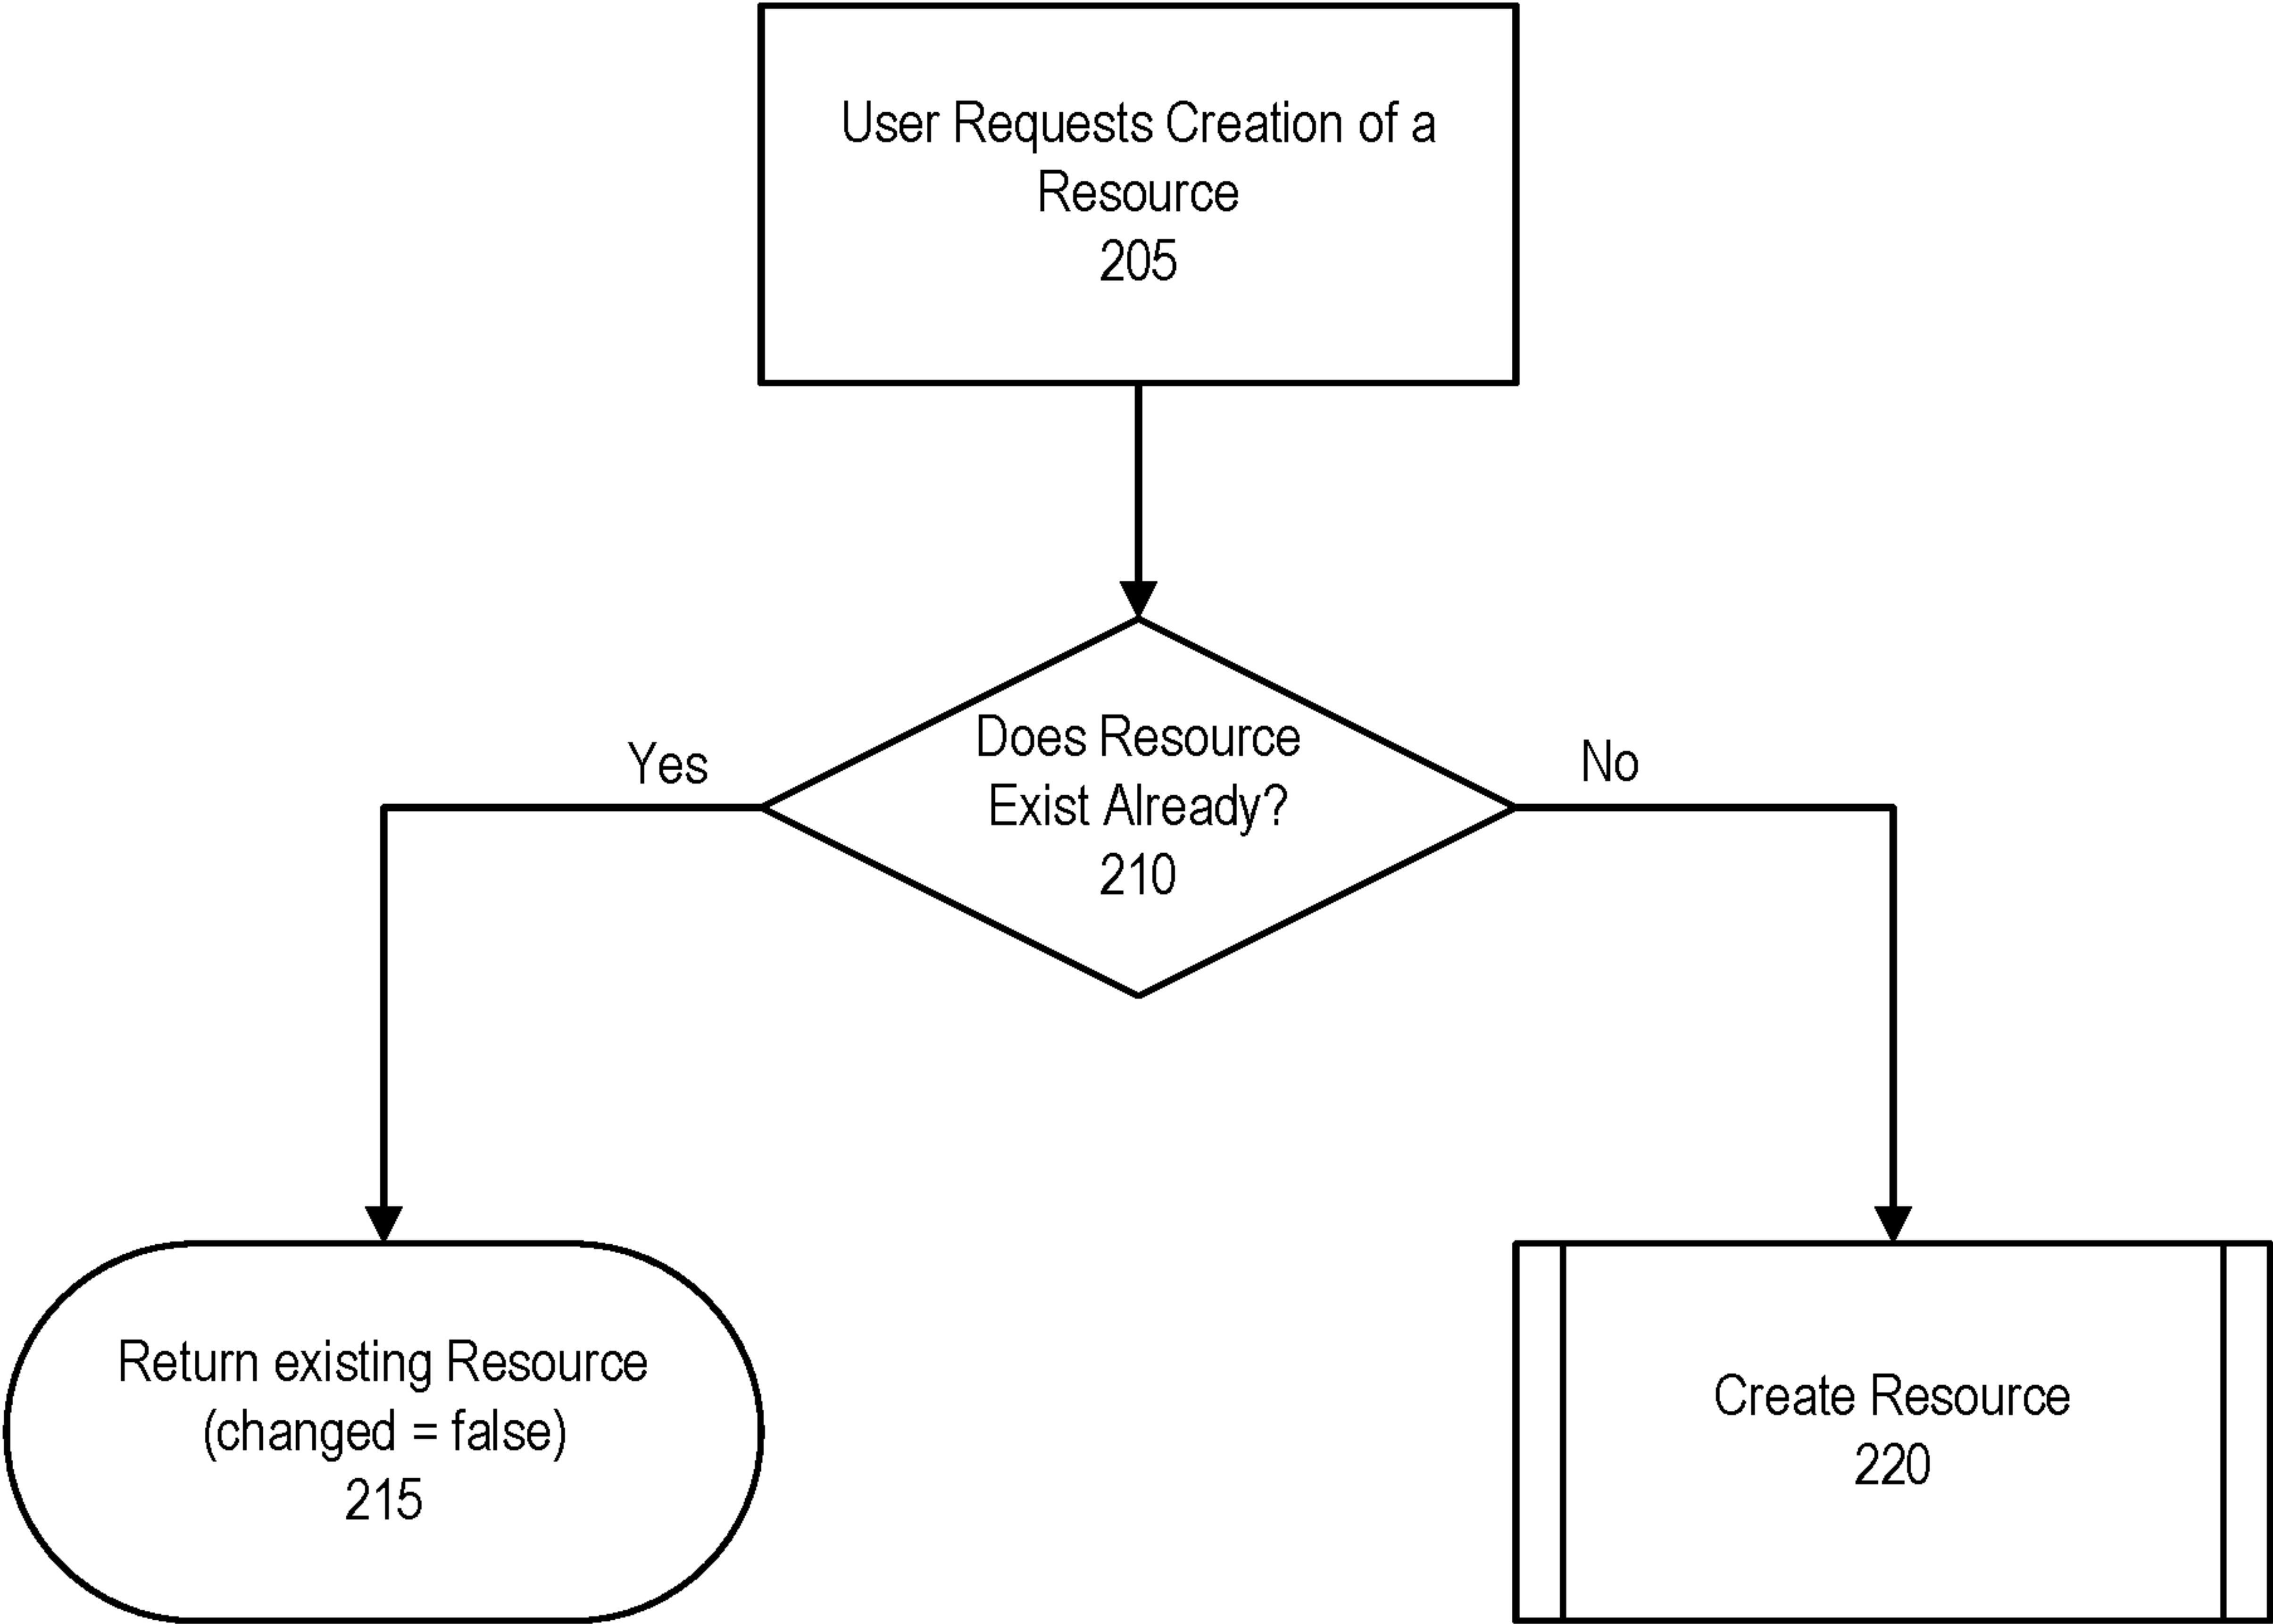 User Requests Creation of a
Resource
205
Does Resource
Exist Already?
210
Yes
No
Return existing Resource
(changed = false)
215
Create Resource
220